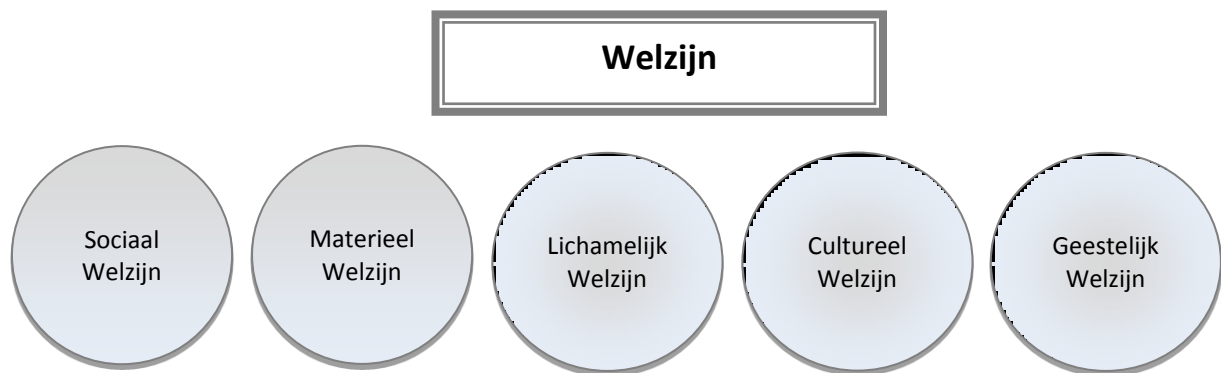 Welzijn
Sociaal
Welzijn
Materieel
Welzijn
Lichamelijk
Welzijn
Cultureel
Welzijn
Geestelijk
Welzijn